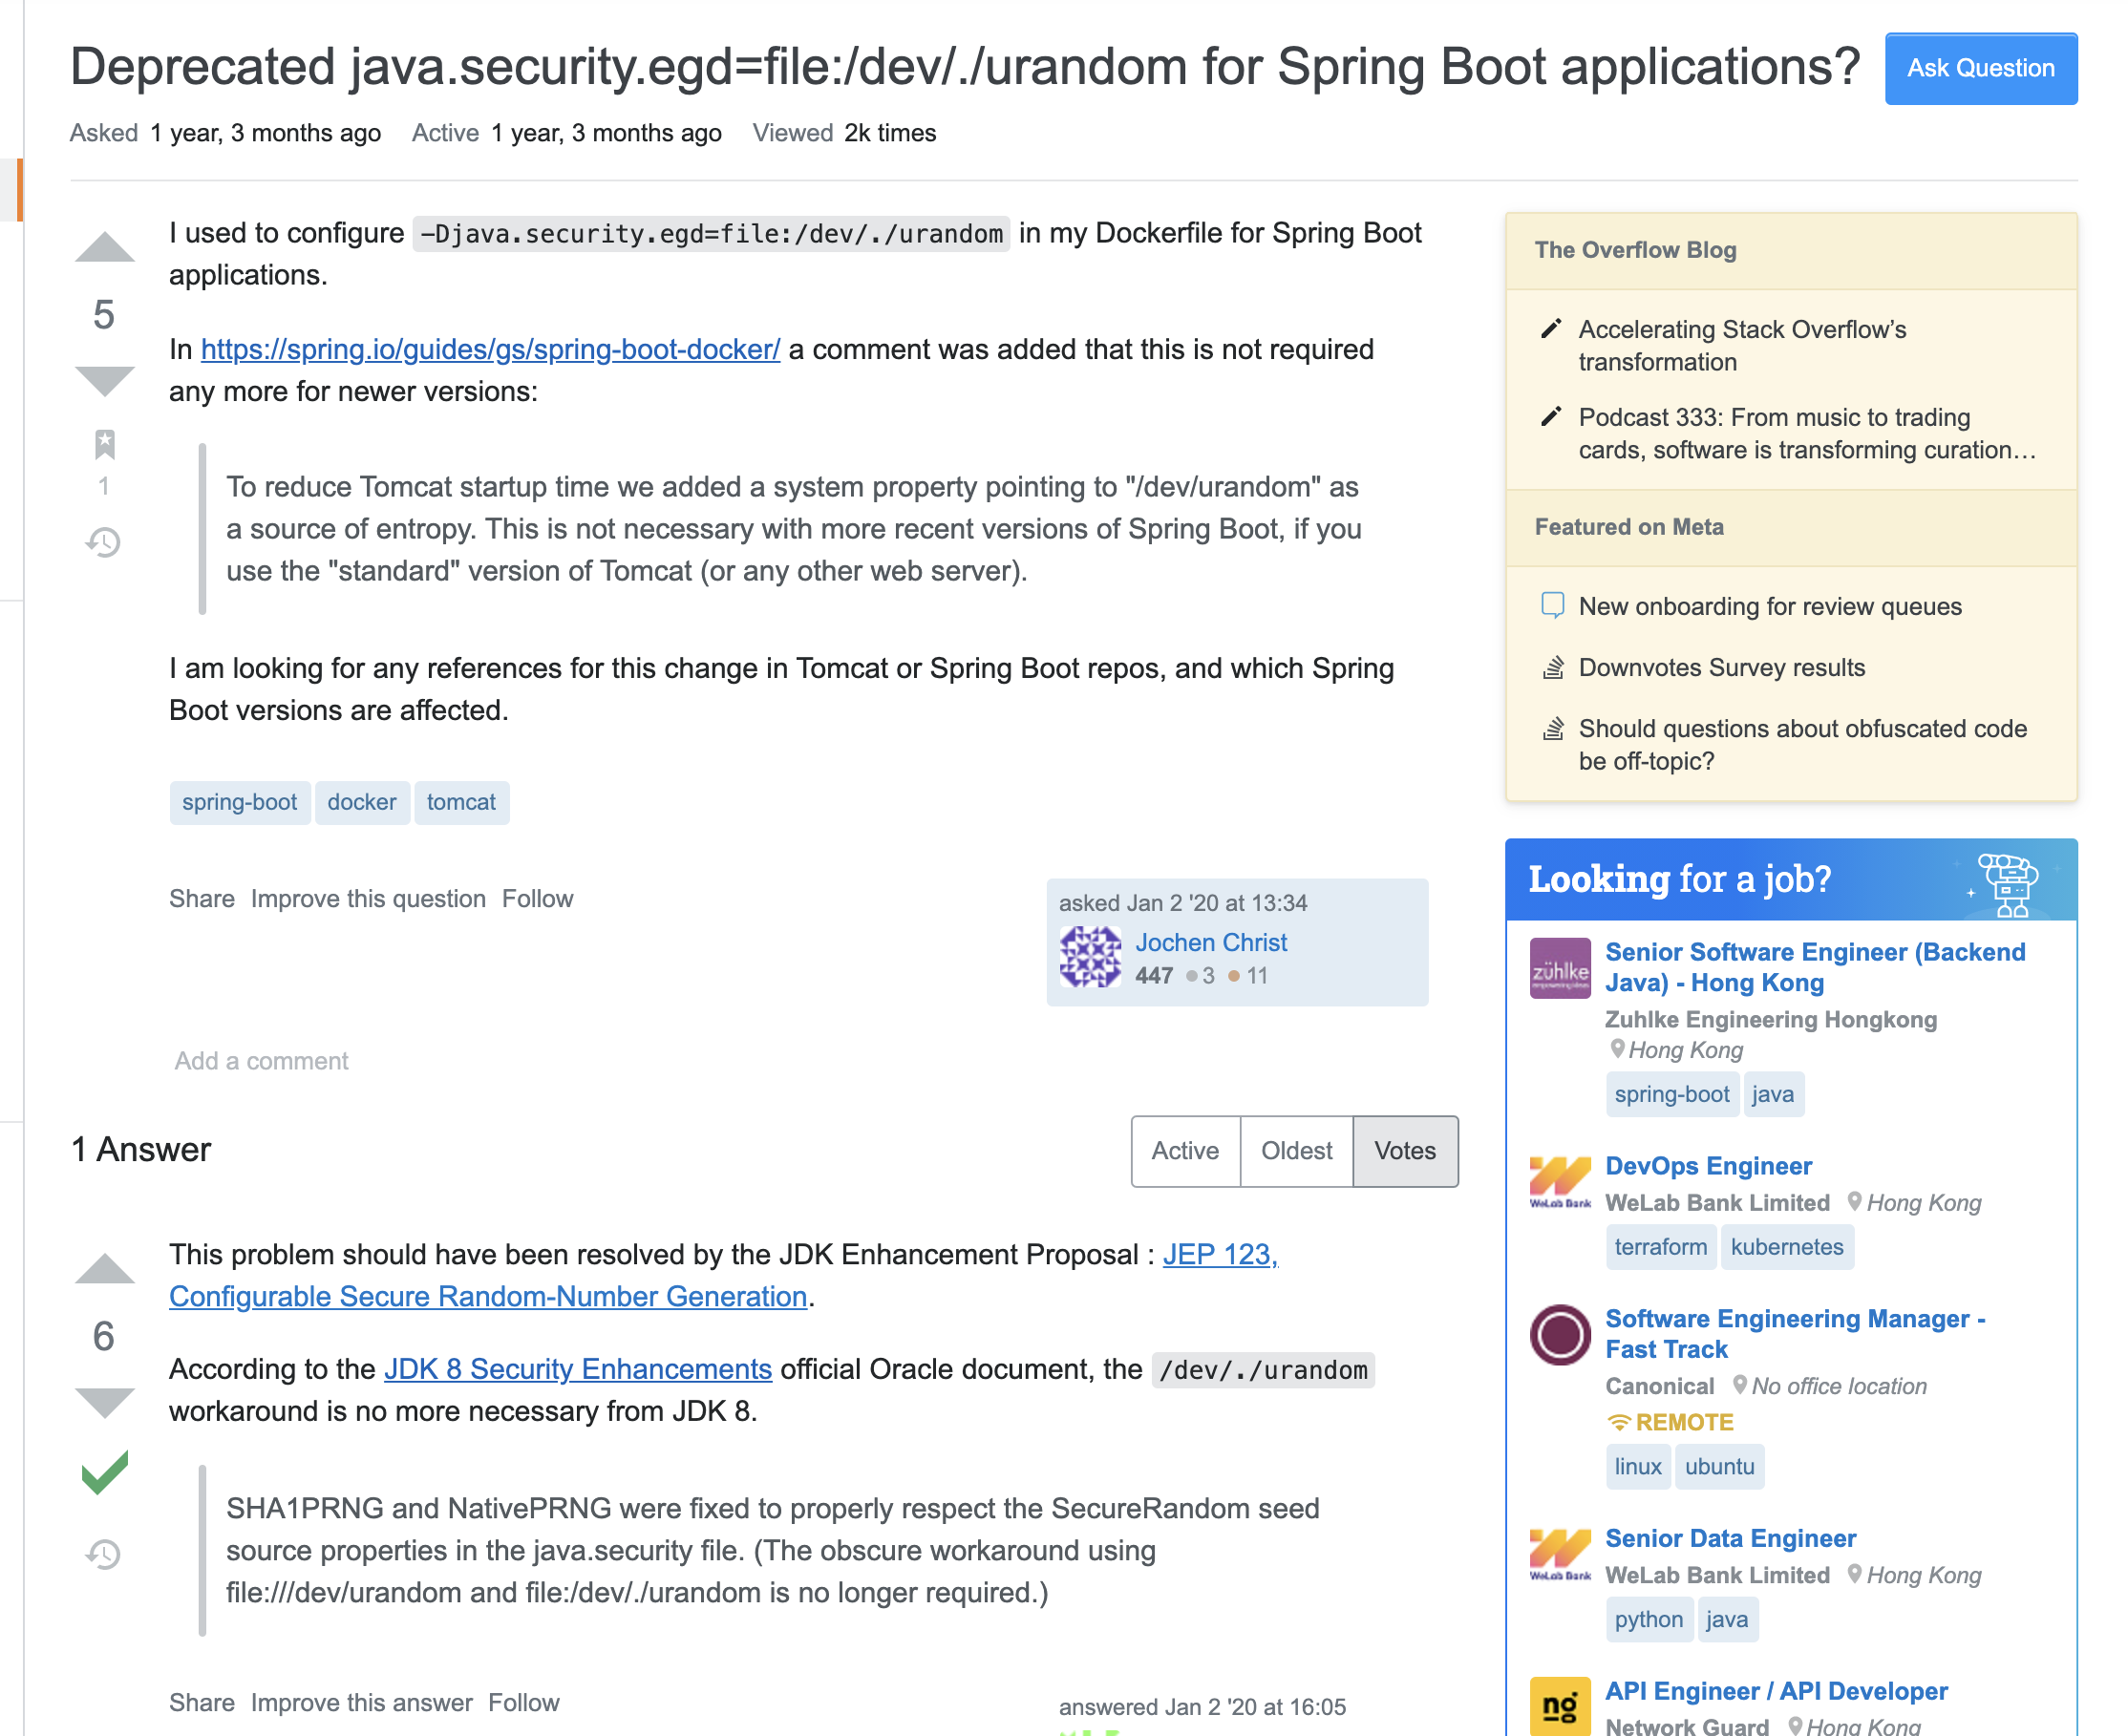 Deprecated java.security.egd=file:/dev/./urandom for Spring Boot applications?
Ask Question
Asked 1 year, 3 months ago Active 1 year, 3 months ago Viewed 2k times
5
1
I used to configure -Djava.security.egd=file:/dev/./urandom in my Dockerfile for Spring Boot
applications.
In https://spring.io/guides/gs/spring-boot-docker/ a comment was added that this is not required
any more for newer versions:
To reduce Tomcat startup time we added a system property pointing to "/dev/urandom" as
a source of entropy. This is not necessary with more recent versions of Spring Boot, if you
use the "standard" version of Tomcat (or any other web server).
I am looking for any references for this change in Tomcat or Spring Boot repos, and which Spring
Boot versions are affected.
spring-boot docker tomcat
Share Improve this question Follow
asked Jan 2 '20 at 13:34
Jochen Christ
447 3 11
Add a comment
1 Answer
Active Oldest Votes
6
This problem should have been resolved by the JDK Enhancement Proposal : JEP 123,
Configurable Secure Random-Number Generation.
According to the JDK 8 Security Enhancements official Oracle document, the /dev/./urandom
workaround is no more necessary from JDK 8.
SHA1PRNG and NativePRNG were fixed to properly respect the SecureRandom seed
source properties in the java.security file. (The obscure workaround using
file:///dev/urandom and file:/dev/./urandom is no longer required.)
Share Improve this answer Follow
answered Jan 2 '20 at 16:05
The Overflow Blog
Accelerating Stack Overflow's
transformation
Podcast 333: From music to trading
cards, software is transforming curation…
Featured on Meta
New onboarding for review queues
Downvotes Survey results
Should questions about obfuscated code
be off-topic?
Looking for a job?
zühlke
empowering ideas
Senior Software Engineer (Backend
Java) - Hong Kong
Zuhlke Engineering Hongkong
Hong Kong
spring-boot java
WeLab Bank
DevOps Engineer
WeLab Bank Limited Hong Kong
terraform kubernetes
Software Engineering Manager -
Fast Track
Canonical No office location
REMOTE
linux ubuntu
WeLab Bank
Senior Data Engineer
WeLab Bank Limited Hong Kong
python java
ng
API Engineer / API Developer
Network Guard Hong Kong